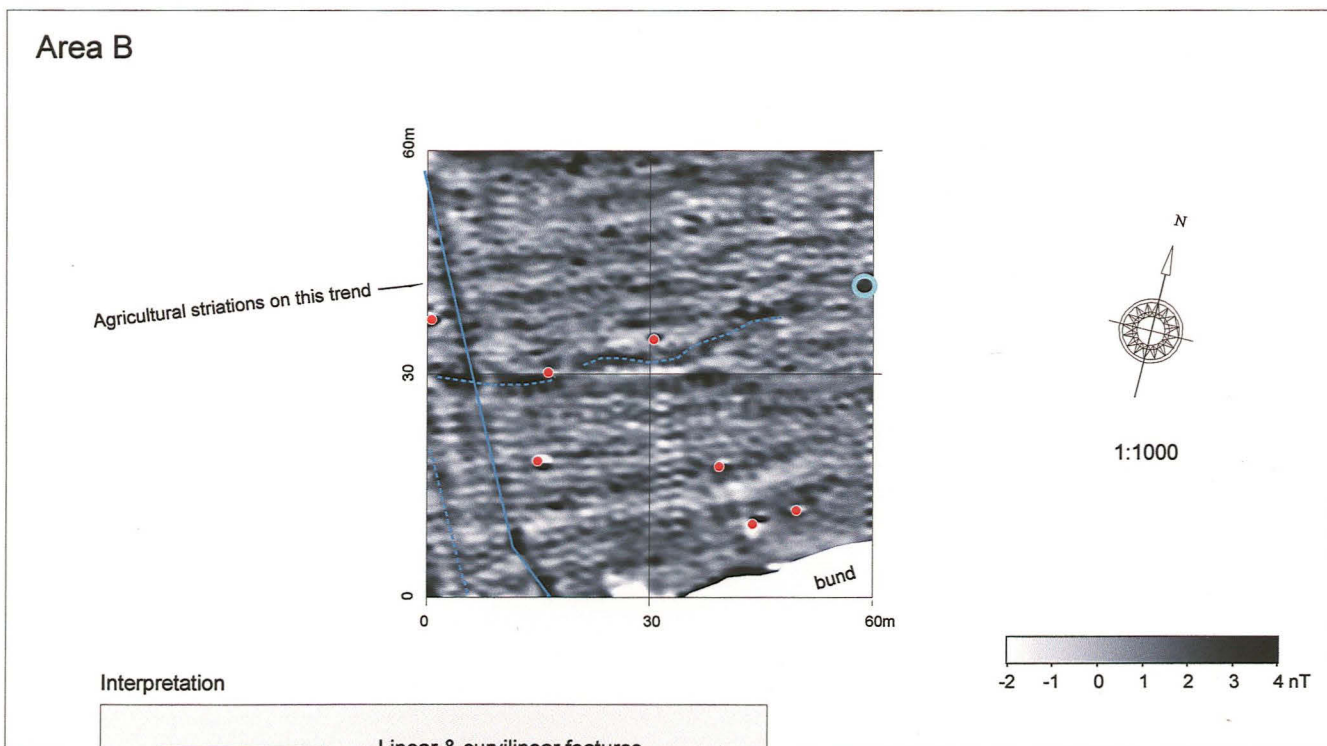 Area B
60m
N
Agricultural striations on this trend
30
1:1000
bund
0
0 30 60m
-2 -1 0 1 2 3 4 nT
Interpretation
Linear & curvilinear features